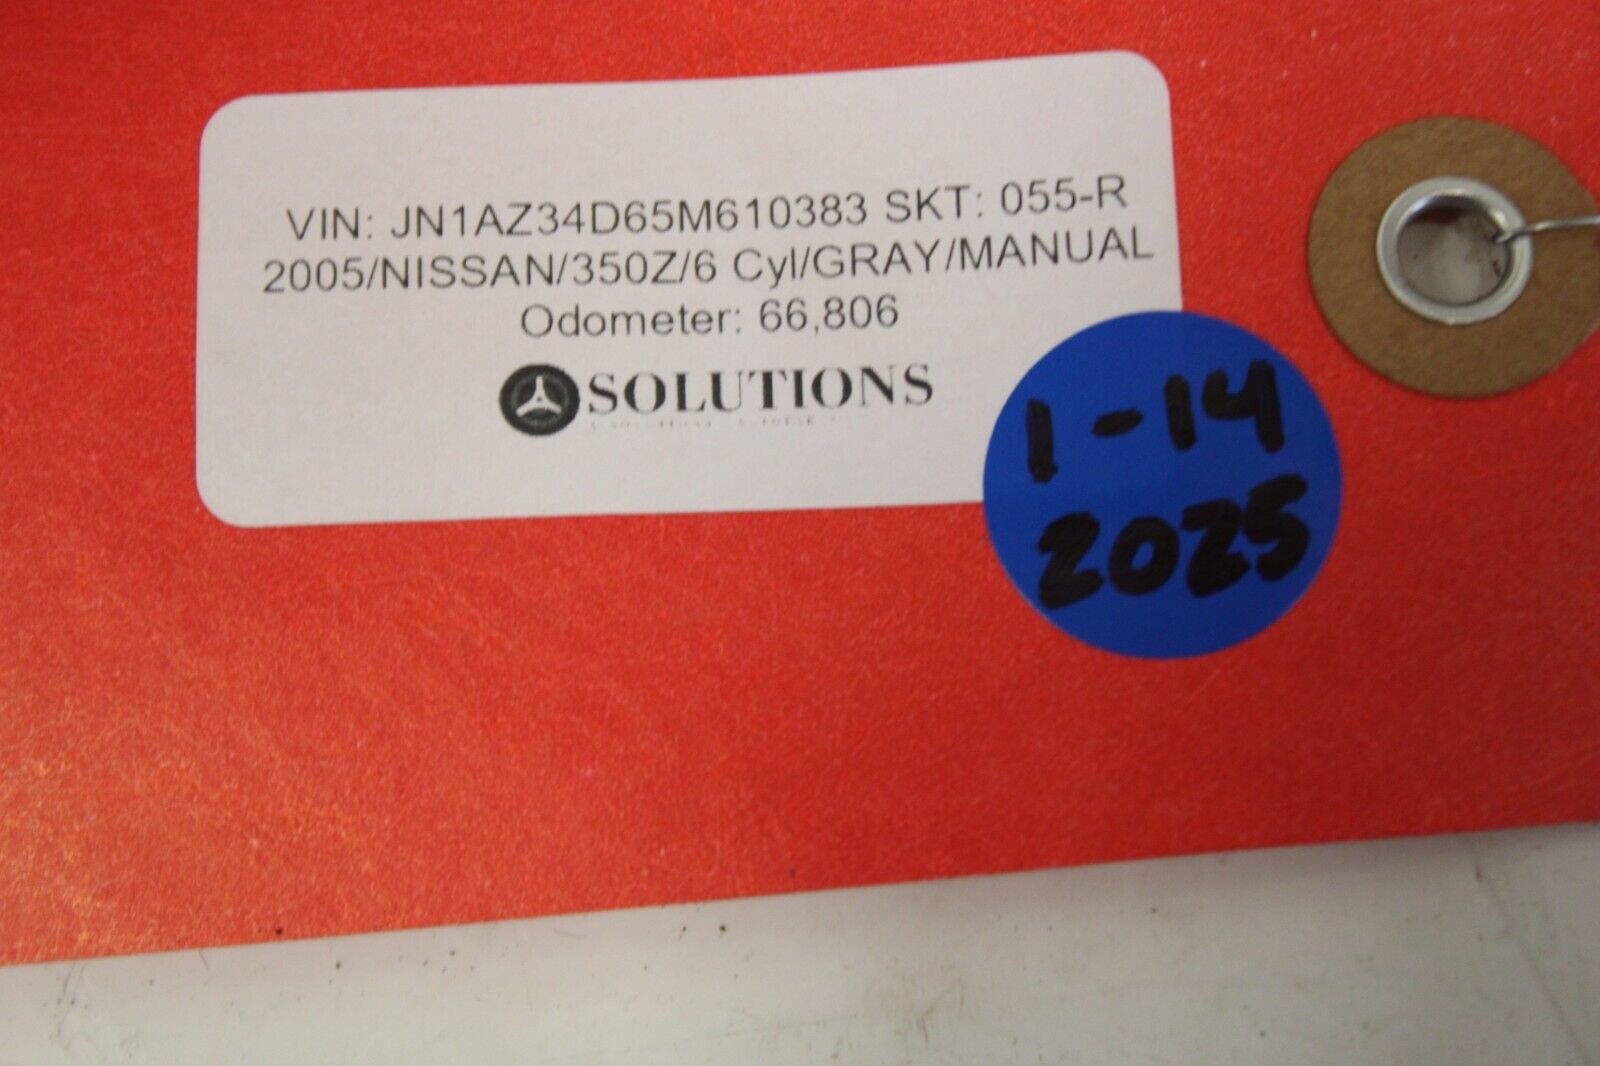 VIN: JN1AZ34D65M610383 SKT: 055-R
2005/NISSAN/350Z/6 Cyl/GRAY/MANUAL
Odometer: 66,806
SOLUTIONS
1-14
2025